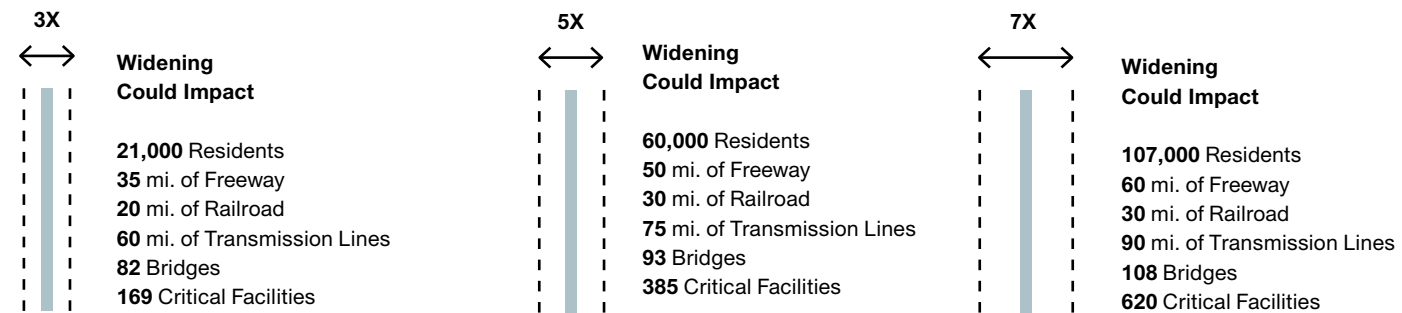 3X
Widening
Could Impact
21,000 Residents
35 mi. of Freeway
20 mi. of Railroad
60 mi. of Transmission Lines
82 Bridges
169 Critical Facilities
5X
Widening
Could Impact
60,000 Residents
50 mi. of Freeway
30 mi. of Railroad
75 mi. of Transmission Lines
93 Bridges
385 Critical Facilities
7X
Widening
Could Impact
107,000 Residents
60 mi. of Freeway
30 mi. of Railroad
90 mi. of Transmission Lines
108 Bridges
620 Critical Facilities